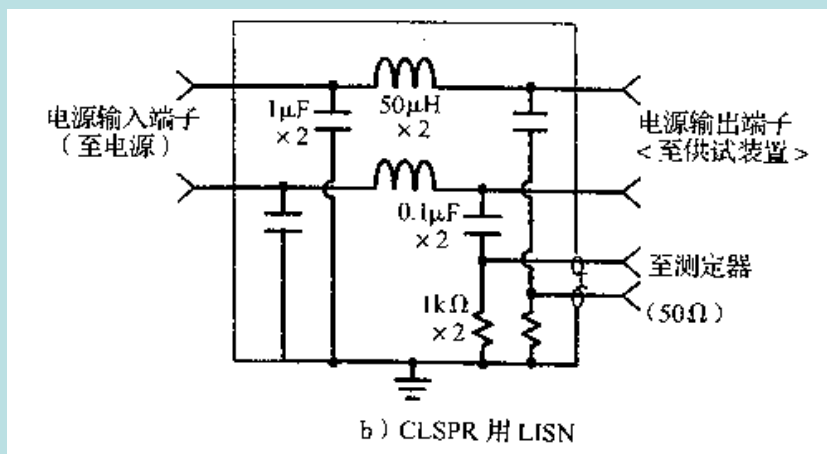 电源输入端子
(至电源)
1μF
×2
50μH
×2
电源输出端子
<至供试装置>
0.1μF
×2
至测定器
1kΩ
×2
(50Ω)
b)CLSPR 用 LISN